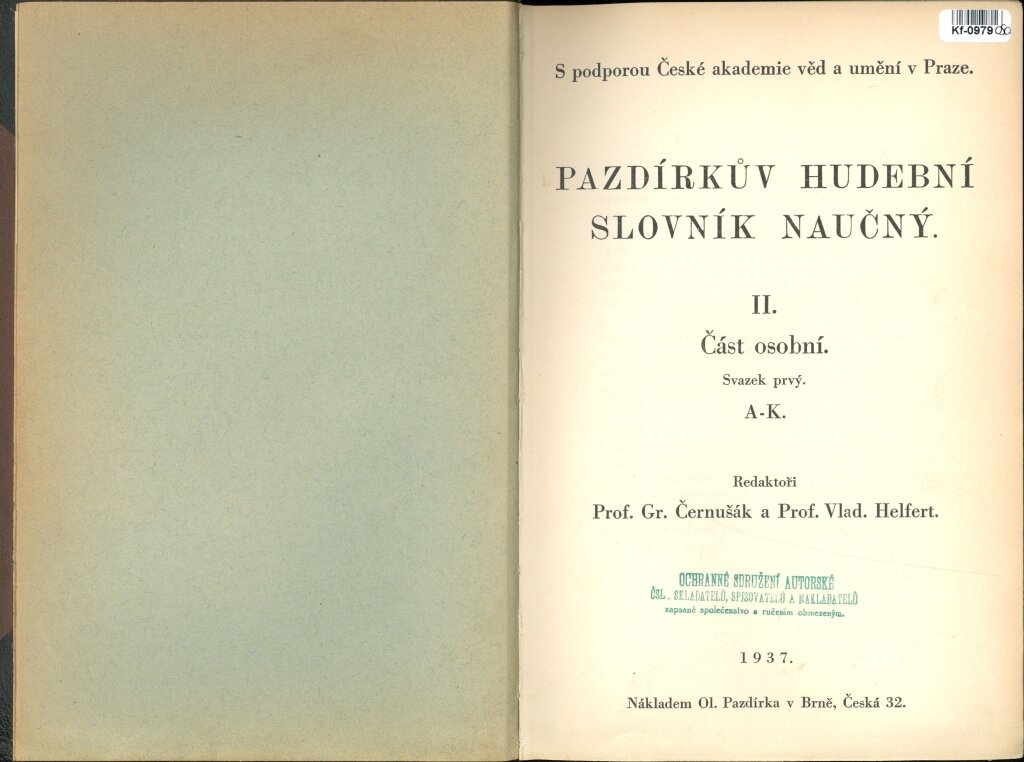 Kf-0979
S podporou České akademie věd a umění v Praze.
PAZDÍRKŮV HUDEBNÍ
SLOVNÍK NAUČNÝ.
II.
Část osobní.
Svazek prvý.
A-K.
Redaktoři
Prof. Gr. Černušák a Prof. Vlad. Helfert.
OCHRANNÉ SDRUŽENÍ AUTORSKÉ
ČSL. SKLADATELŮ, SPISOVATELŮ A NAKLADATELŮ
zapsané společenstvo s ručením obmezeným.
1937.
Nákladem Ol. Pazdírka v Brně, Česká 32.